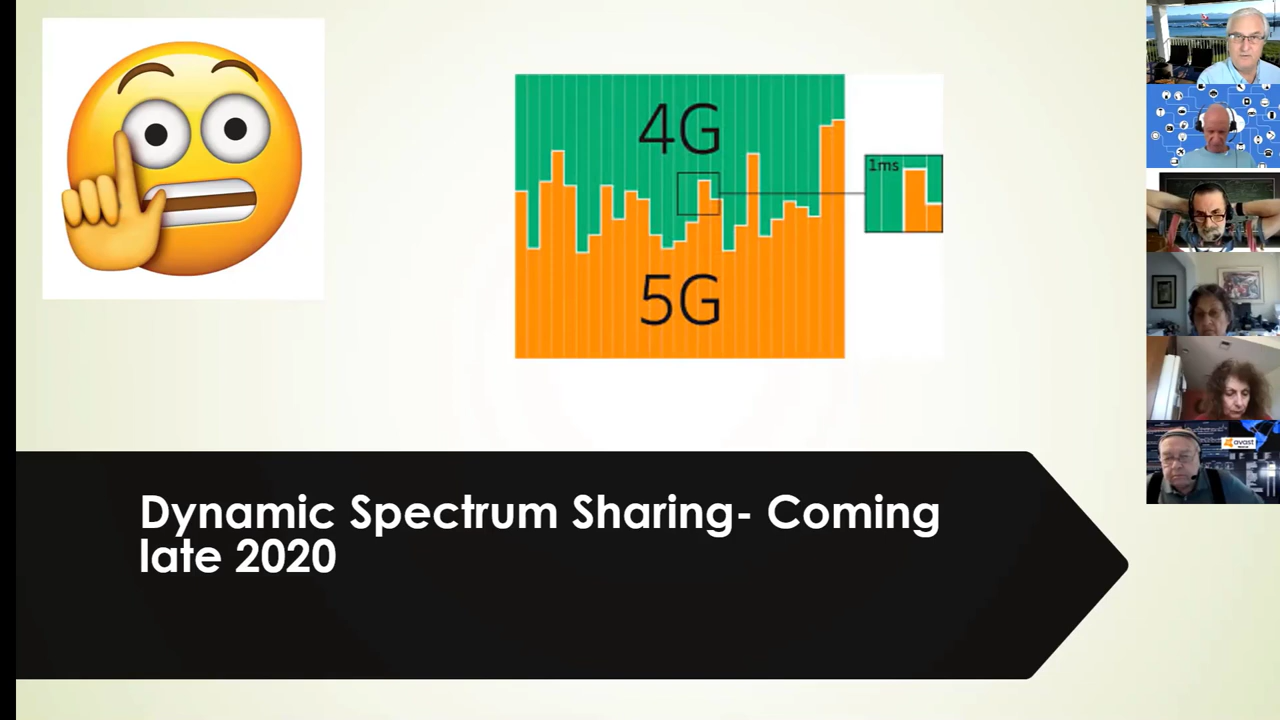 4G
1ms
5G
Dynamic Spectrum Sharing- Coming
late 2020
avast